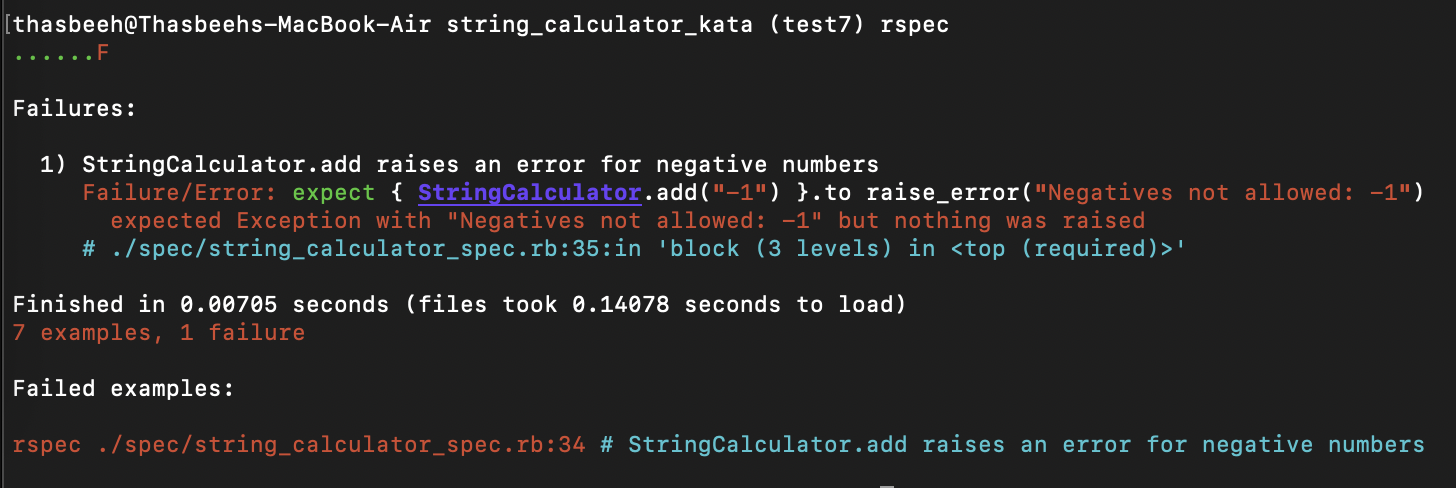 [thasbeeh@Thasbeehs-MacBook-Air string_calculator_kata (test7) rspec
......F

Failures:

  1) StringCalculator.add raises an error for negative numbers
     Failure/Error: expect { StringCalculator.add("-1") }.to raise_error("Negatives not allowed: -1")
       expected Exception with "Negatives not allowed: -1" but nothing was raised
     # ./spec/string_calculator_spec.rb:35:in 'block (3 levels) in <top (required)>'

Finished in 0.00705 seconds (files took 0.14078 seconds to load)
7 examples, 1 failure

Failed examples:

rspec ./spec/string_calculator_spec.rb:34 # StringCalculator.add raises an error for negative numbers